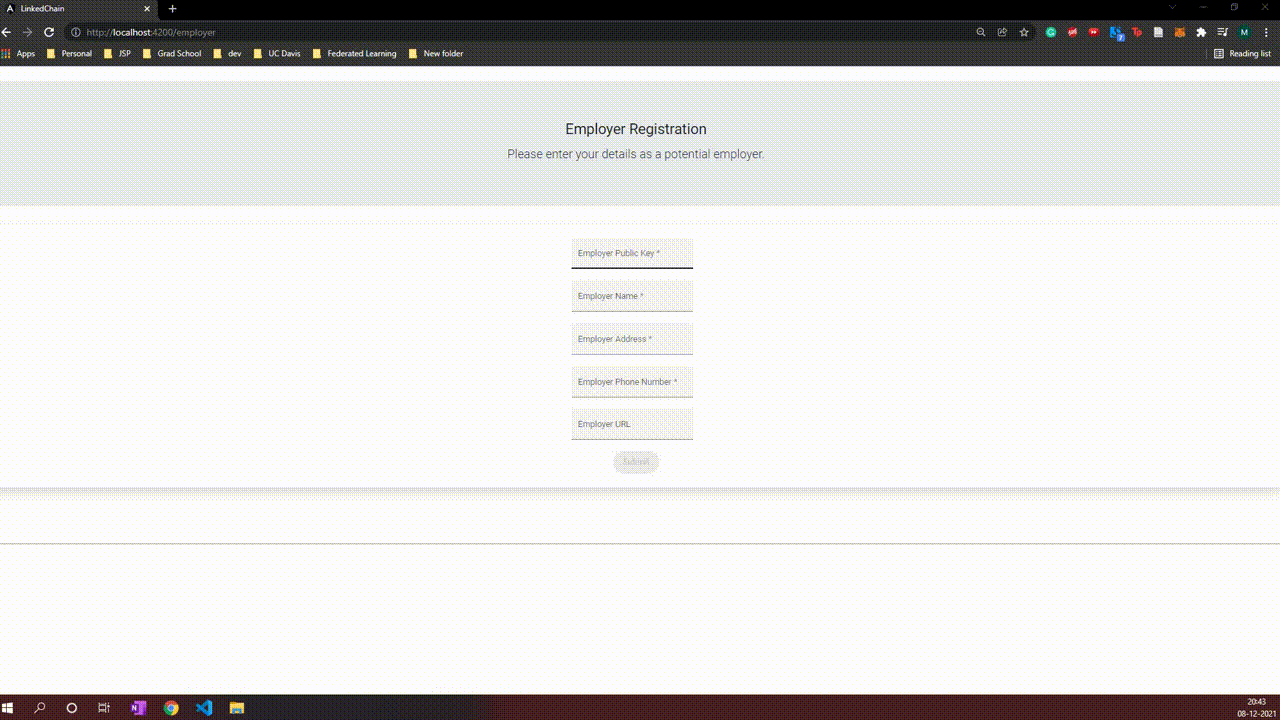 LinkedChain
http://localhost:4200/employer
Apps Personal JSP Grad School dev UC Davis Federated Learning New folder Reading list
Employer Registration
Please enter your details as a potential employer.
Employer Public Key *
Employer Name *
Employer Address *
Employer Phone Number *
Employer URL
Submit
20:43
08-12-2021